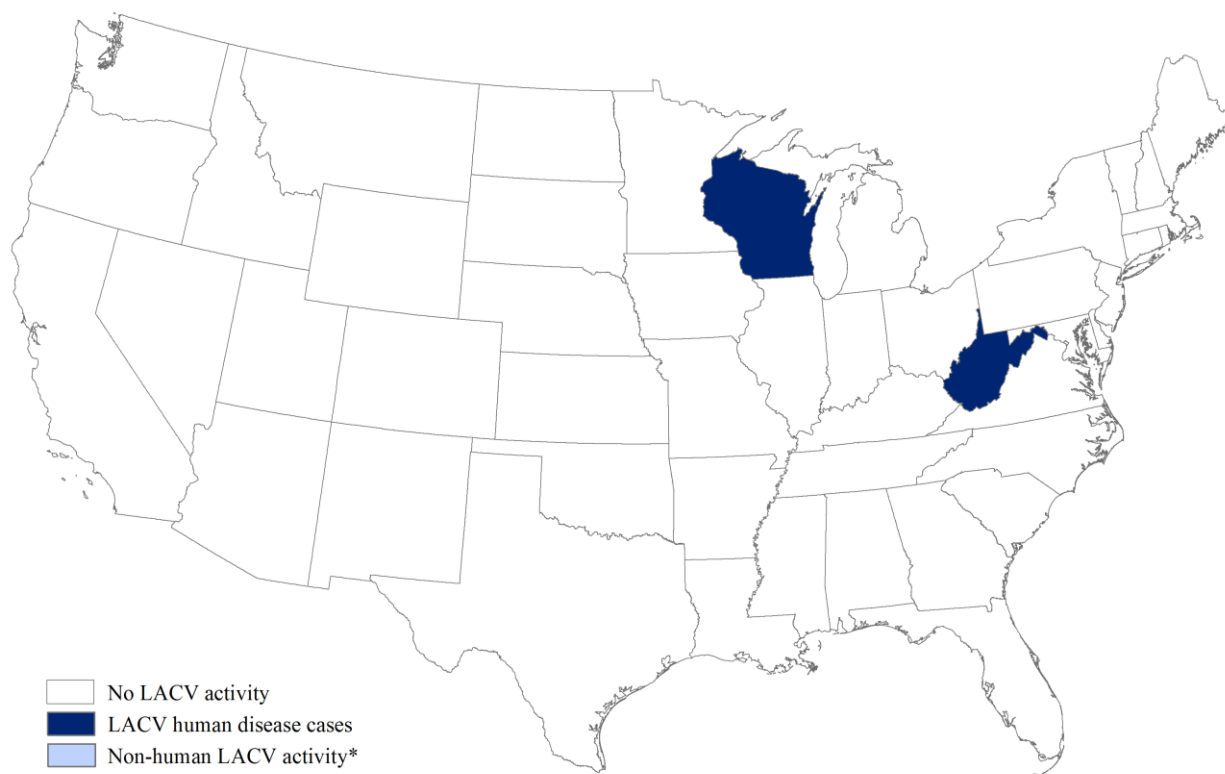 No LACV activity
LACV human disease cases
Non-human LACV activity*